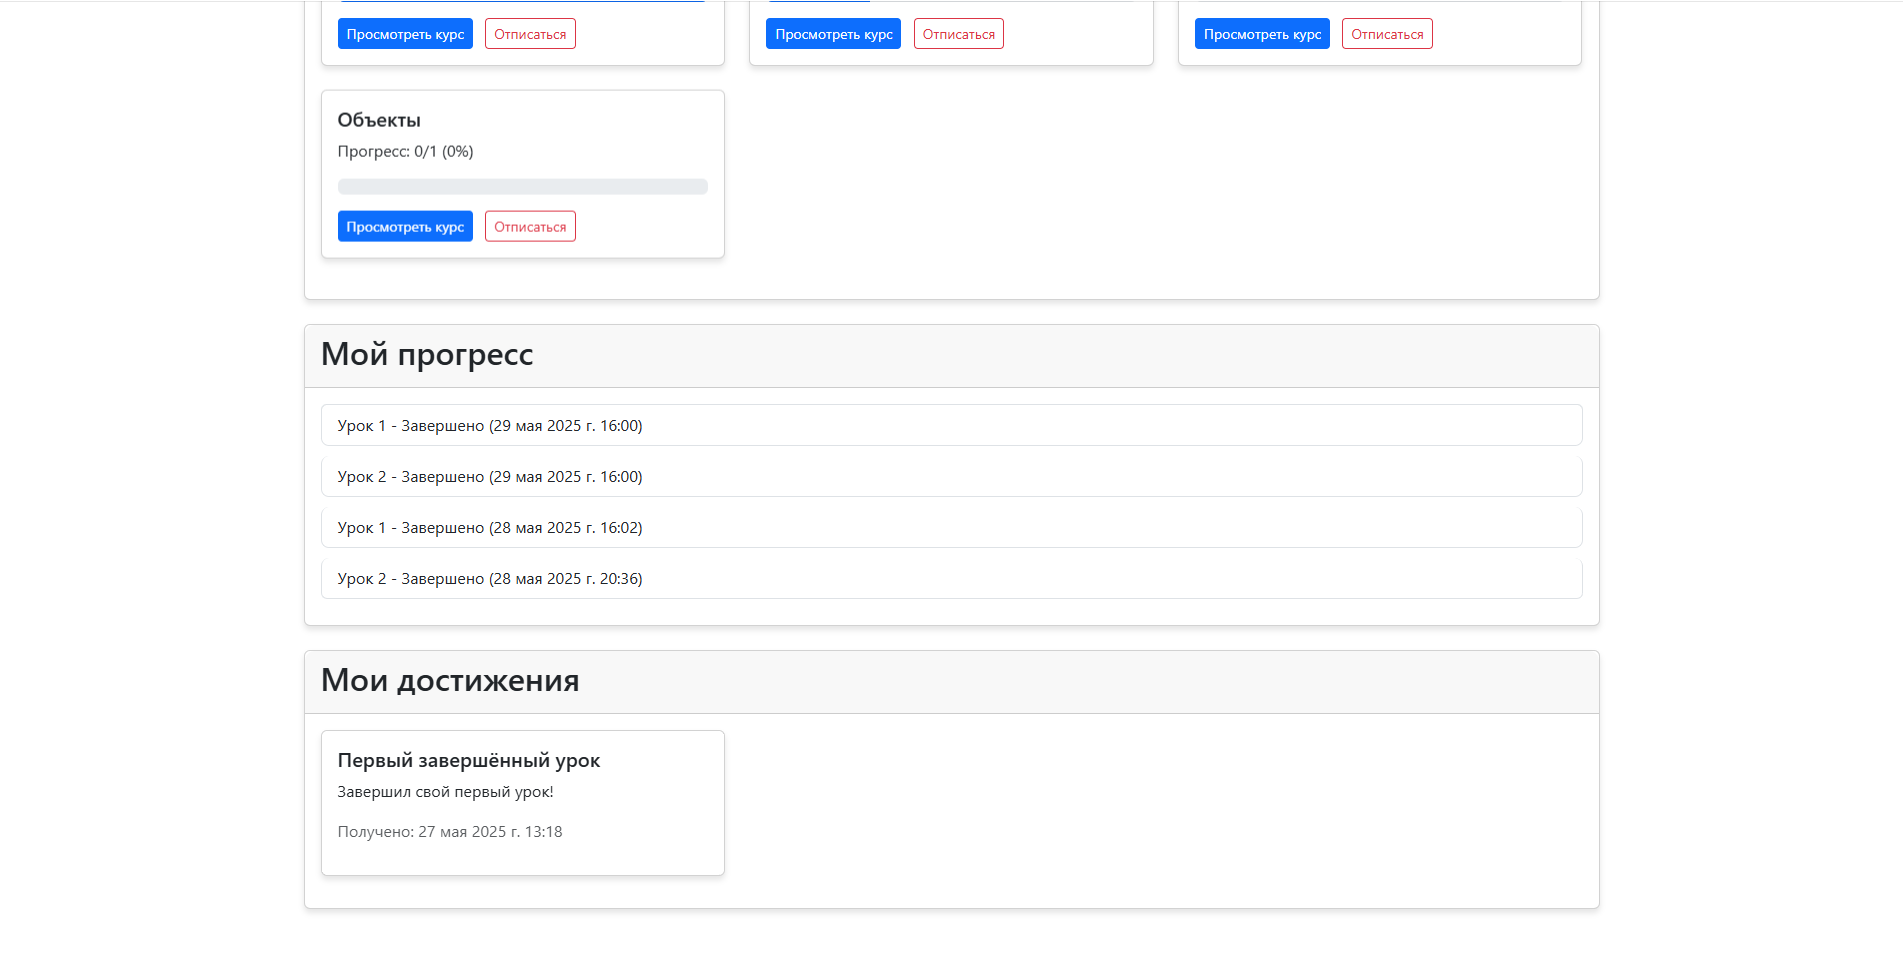 Просмотреть курс Отписаться Просмотреть курс Отписаться Просмотреть курс Отписаться
Объекты
Прогресс: 0/1 (0%)
Просмотреть курс Отписаться
Мой прогресс
Урок 1 - Завершено (29 мая 2025 г. 16:00)
Урок 2 - Завершено (29 мая 2025 г. 16:00)
Урок 1 - Завершено (28 мая 2025 г. 16:02)
Урок 2 - Завершено (28 мая 2025 г. 20:36)
Мои достижения
Первый завершённый урок
Завершил свой первый урок!
Получено: 27 мая 2025 г. 13:18